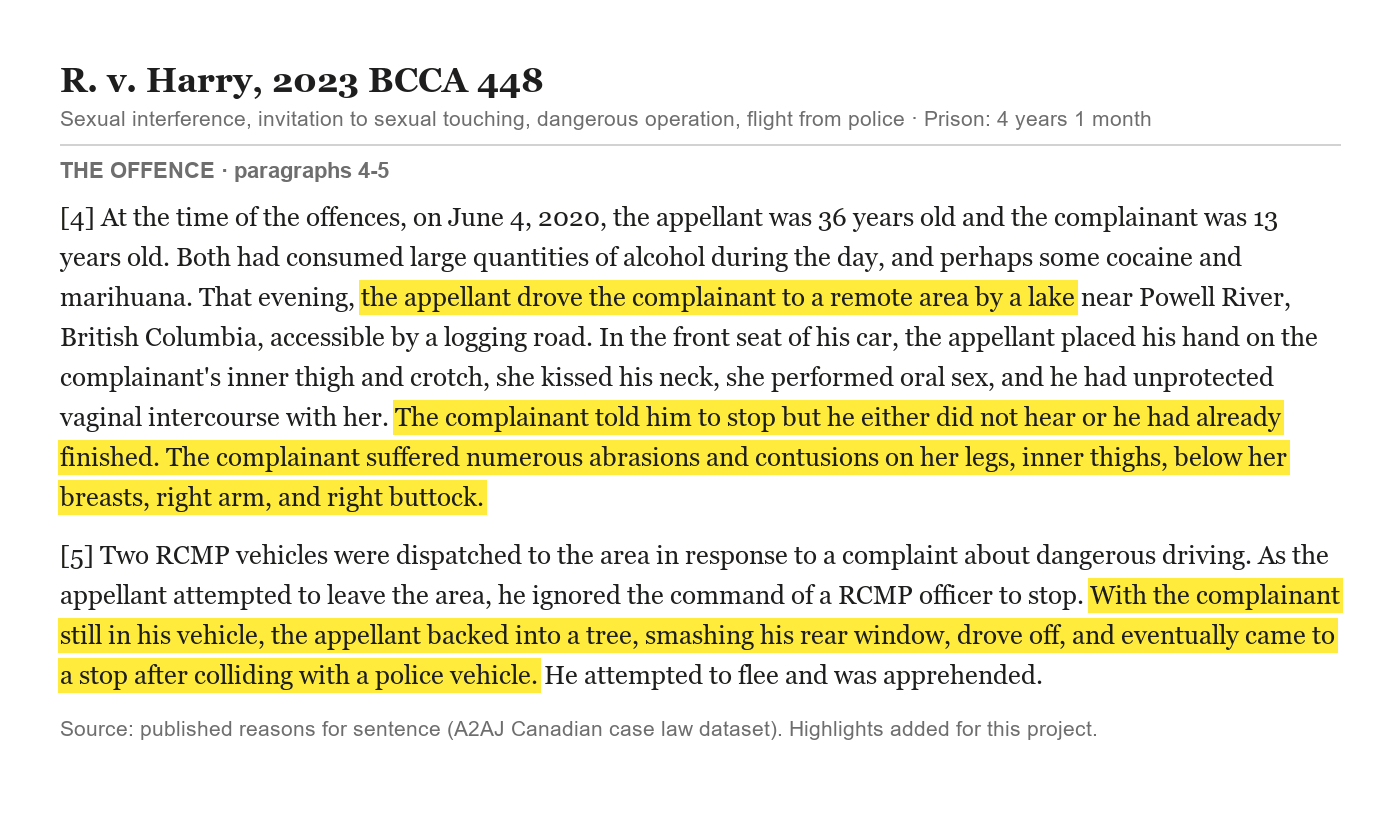 R. v. Harry, 2023 BCCA 448
Sexual interference, invitation to sexual touching, dangerous operation, flight from police · Prison: 4 years 1 month
THE OFFENCE · paragraphs 4-5
[4] At the time of the offences, on June 4, 2020, the appellant was 36 years old and the complainant was 13
years old. Both had consumed large quantities of alcohol during the day, and perhaps some cocaine and
marihuana. That evening, the appellant drove the complainant to a remote area by a lake near Powell River,
British Columbia, accessible by a logging road. In the front seat of his car, the appellant placed his hand on the
complainant's inner thigh and crotch, she kissed his neck, she performed oral sex, and he had unprotected
vaginal intercourse with her. The complainant told him to stop but he either did not hear or he had already
finished. The complainant suffered numerous abrasions and contusions on her legs, inner thighs, below her
breasts, right arm, and right buttock.
[5] Two RCMP vehicles were dispatched to the area in response to a complaint about dangerous driving. As the
appellant attempted to leave the area, he ignored the command of a RCMP officer to stop. With the complainant
still in his vehicle, the appellant backed into a tree, smashing his rear window, drove off, and eventually came to
a stop after colliding with a police vehicle. He attempted to flee and was apprehended.
Source: published reasons for sentence (A2AJ Canadian case law dataset). Highlights added for this project.